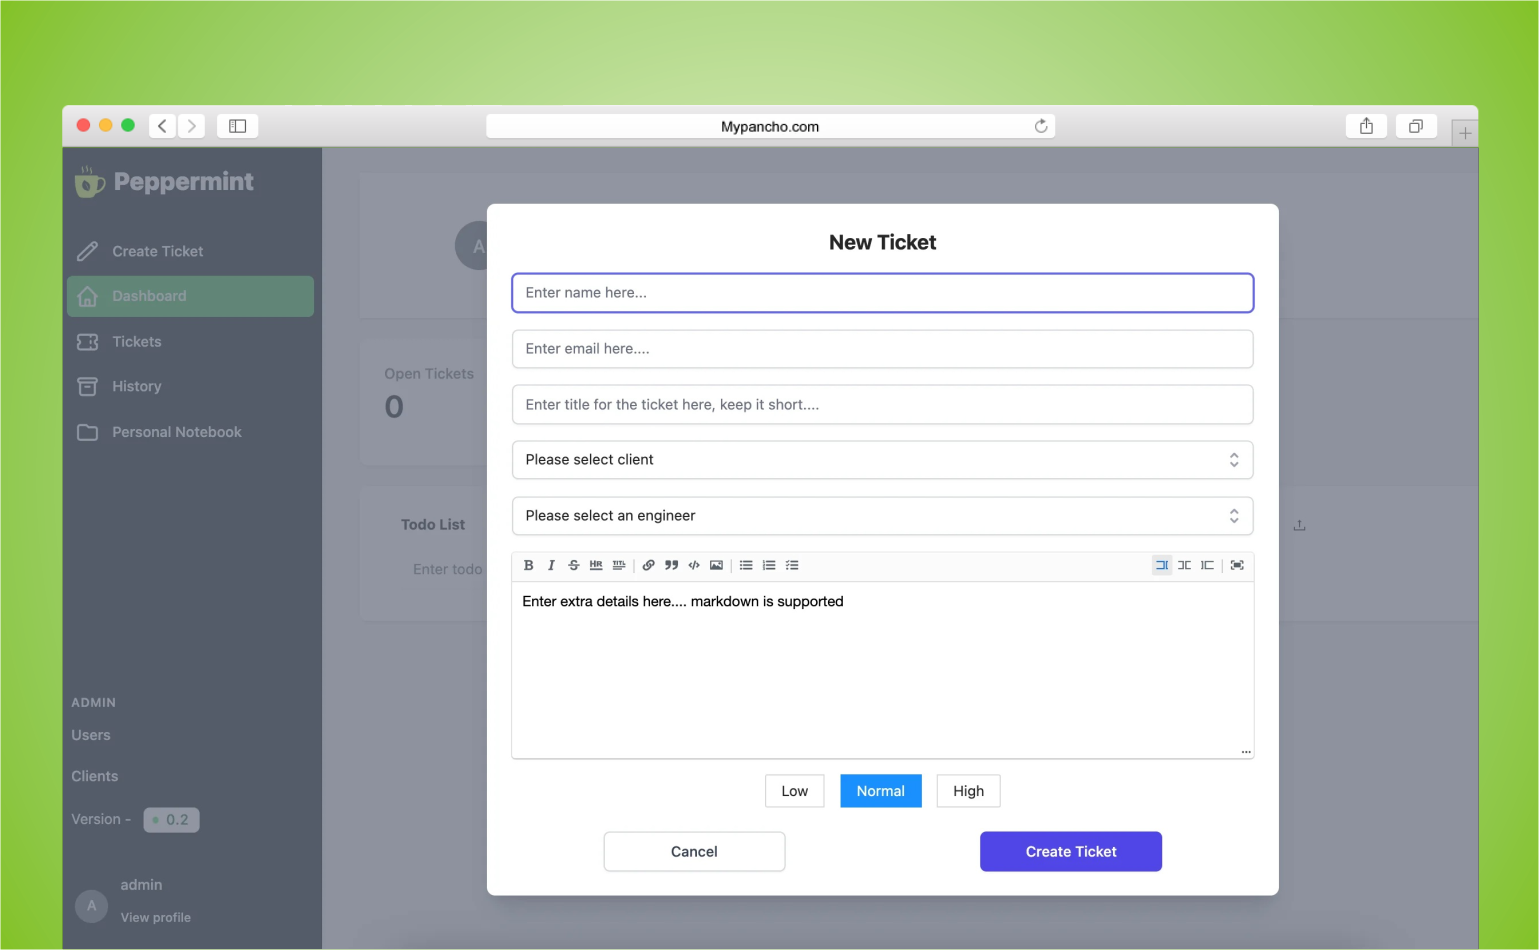 Mypancho.com
Peppermint
Create Ticket
Dashboard
Tickets
History
Personal Notebook
ADMIN
Users
Clients
Version -
0.2
A
admin
View profile
A
Open Tickets
0
Todo List
Enter todo
New Ticket
Enter name here...
Enter email here....
Enter title for the ticket here, keep it short....
Please select client
Please select an engineer
B I S HR TITL
Enter extra details here.... markdown is supported
Low Normal High
Cancel Create Ticket